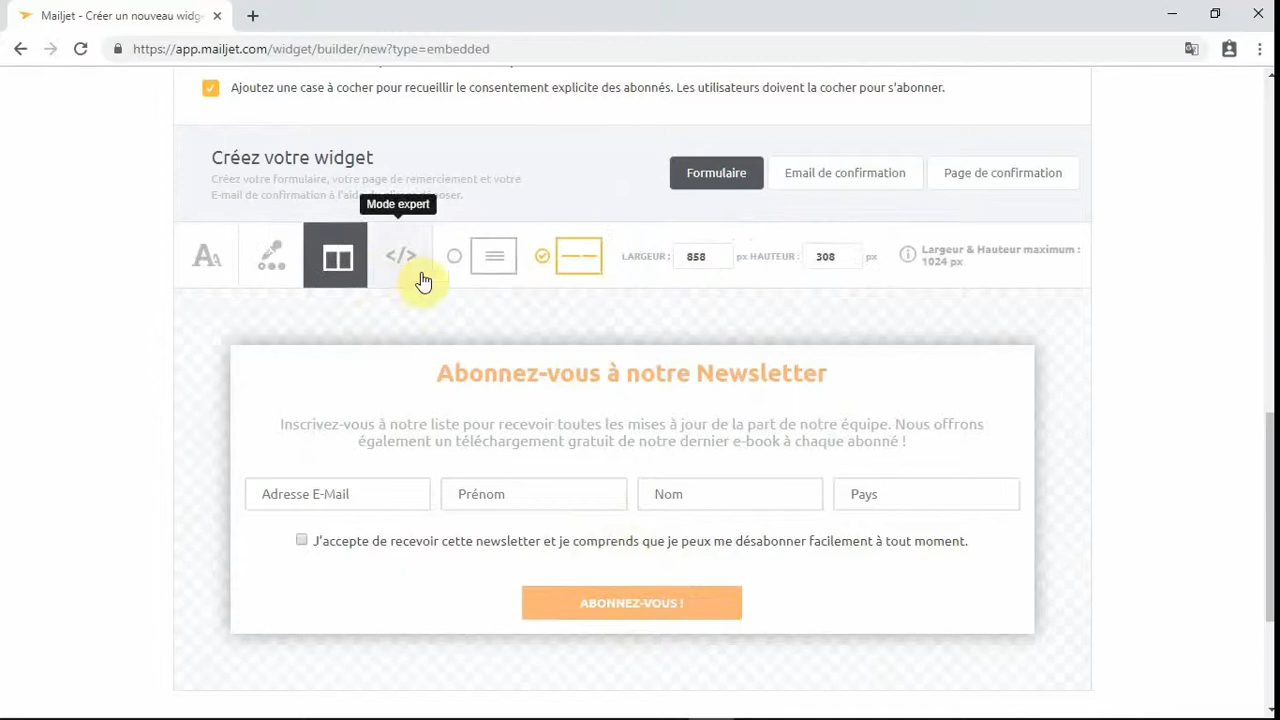 Mailjet - Créer un nouveau widg
https://app.mailjet.com/widget/builder/new?type=embedded
Ajoutez une case à cocher pour recueillir le consentement explicite des abonnés. Les utilisateurs doivent la cocher pour s'abonner.
Créez votre widget
Créez votre formulaire, votre page de remerciement et votre
E-mail de confirmation à l'aide du glisser-déposer.
Formulaire
Email de confirmation
Page de confirmation
Mode expert
AA
</>
LARGEUR : 858 px HAUTEUR : 308 px
Largeur & Hauteur maximum :
1024 px
Abonnez-vous à notre Newsletter
Inscrivez-vous à notre liste pour recevoir toutes les mises à jour de la part de notre équipe. Nous offrons
également un téléchargement gratuit de notre dernier e-book à chaque abonné !
Adresse E-Mail
Prénom
Nom
Pays
J'accepte de recevoir cette newsletter et je comprends que je peux me désabonner facilement à tout moment.
ABONNEZ-VOUS !